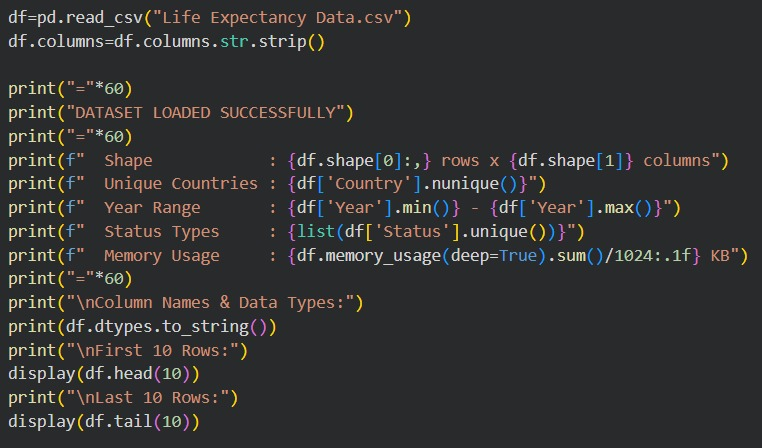 df=pd.read_csv("Life Expectancy Data.csv")
df.columns=df.columns.str.strip()

print("="*60)
print("DATASET LOADED SUCCESSFULLY")
print("="*60)
print(f"  Shape            : {df.shape[0]:,} rows x {df.shape[1]} columns")
print(f"  Unique Countries : {df['Country'].nunique()}")
print(f"  Year Range       : {df['Year'].min()} - {df['Year'].max()}")
print(f"  Status Types     : {list(df['Status'].unique())}")
print(f"  Memory Usage     : {df.memory_usage(deep=True).sum()/1024:.1f} KB")
print("="*60)
print("\nColumn Names & Data Types:")
print(df.dtypes.to_string())
print("\nFirst 10 Rows:")
display(df.head(10))
print("\nLast 10 Rows:")
display(df.tail(10))